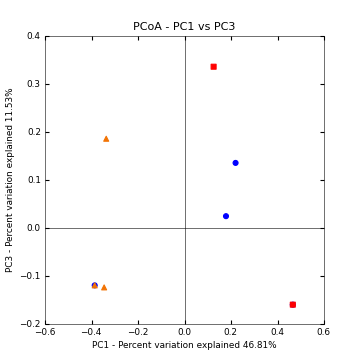 PCoA - PC1 vs PC3
0.4
0.3
0.2
0.1
0.0
−0.1
−0.2
PC3 - Percent variation explained 11.53%
−0.6 −0.4 −0.2 0.0 0.2 0.4 0.6
PC1 - Percent variation explained 46.81%